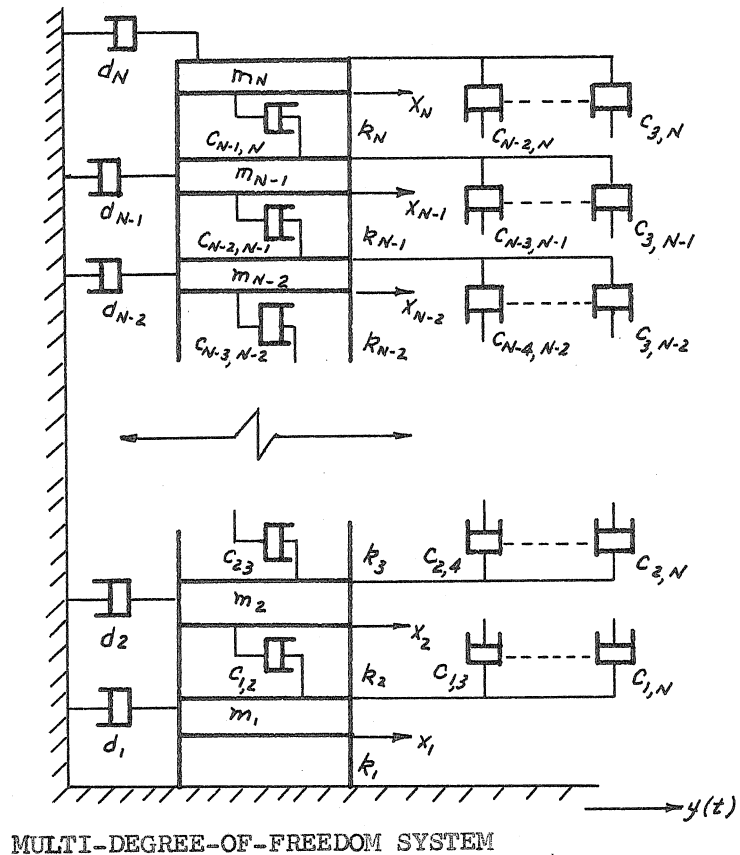 d_N
m_N
x_N
C_{N-1, N}
k_N
C_{N-2, N}
C_{3, N}
m_{N-1}
d_{N-1}
x_{N-1}
C_{N-2, N-1}
k_{N-1}
C_{N-3, N-1}
C_{3, N-1}
m_{N-2}
d_{N-2}
x_{N-2}
C_{N-3, N-2}
k_{N-2}
C_{N-4, N-2}
C_{3, N-2}
C_{23}
k_3
C_{2,4}
C_{2,N}
m_2
d_2
x_2
C_{1,2}
k_2
C_{1,3}
C_{1,N}
m_1
d_1
x_1
k_1
y(t)
MULTI-DEGREE-OF-FREEDOM SYSTEM